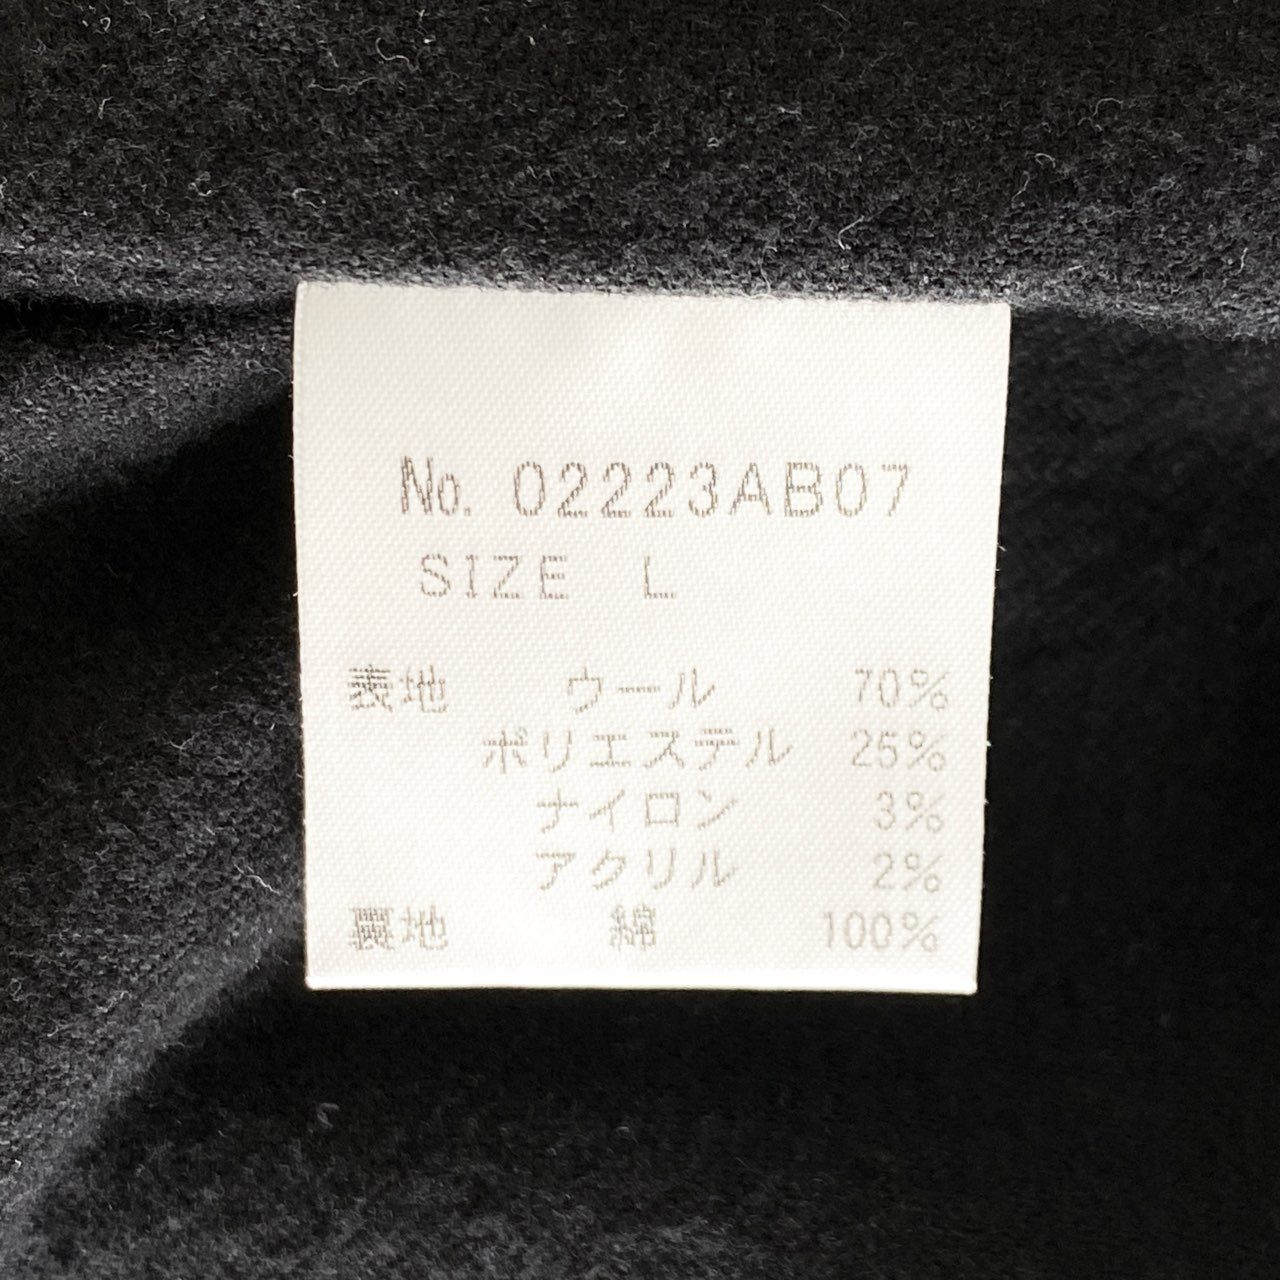 No. 02223AB07
SIZE L
表地 ウール 70%
ポリエステル 25%
ナイロン 3%
アクリル 2%
裏地 綿 100%